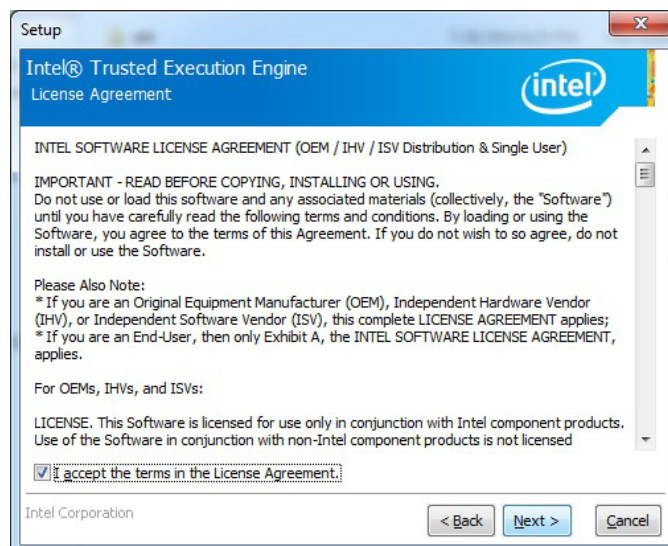 Setup
Intel® Trusted Execution Engine
License Agreement
intel
INTEL SOFTWARE LICENSE AGREEMENT (OEM / IHV / ISV Distribution & Single User)
IMPORTANT - READ BEFORE COPYING, INSTALLING OR USING.
Do not use or load this software and any associated materials (collectively, the "Software")
until you have carefully read the following terms and conditions. By loading or using the
Software, you agree to the terms of this Agreement. If you do not wish to so agree, do not
install or use the Software.
Please Also Note:
* If you are an Original Equipment Manufacturer (OEM), Independent Hardware Vendor
(IHV), or Independent Software Vendor (ISV), this complete LICENSE AGREEMENT applies;
* If you are an End-User, then only Exhibit A, the INTEL SOFTWARE LICENSE AGREEMENT,
applies.
For OEMs, IHVs, and ISVs:
LICENSE. This Software is licensed for use only in conjunction with Intel component products.
Use of the Software in conjunction with non-Intel component products is not licensed
I accept the terms in the License Agreement.
Intel Corporation
< Back Next > Cancel